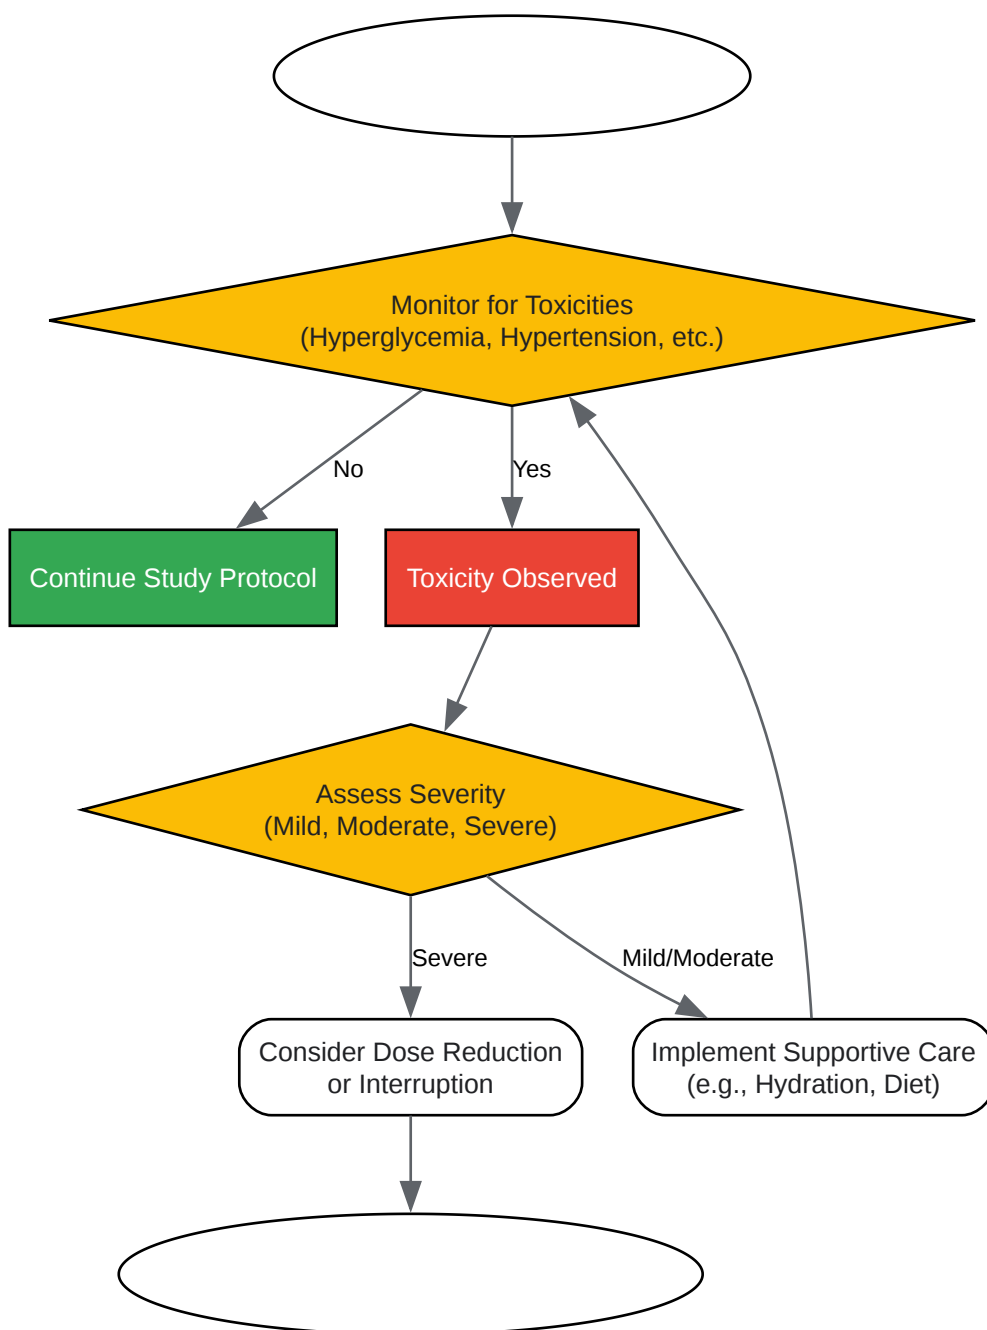 Monitor for Toxicities
(Hyperglycemia, Hypertension, etc.)
No
Yes
Continue Study Protocol
Toxicity Observed
Assess Severity
(Mild, Moderate, Severe)
Severe
Mild/Moderate
Consider Dose Reduction
or Interruption
Implement Supportive Care
(e.g., Hydration, Diet)